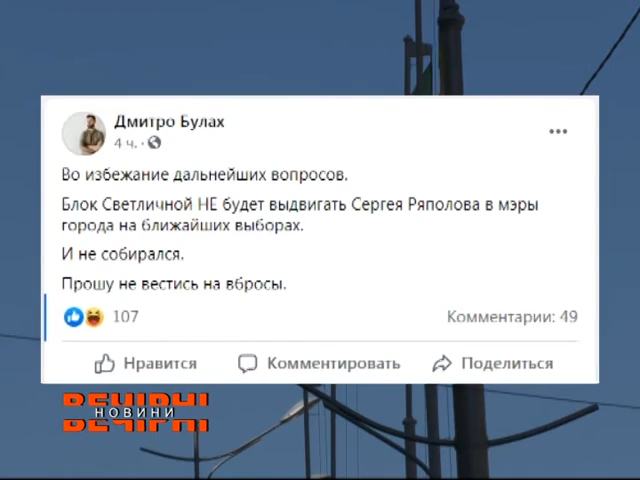 Дмитро Булах
4 ч. ·
Во избежание дальнейших вопросов.
Блок Светличной НЕ будет выдвигать Сергея Ряполова в мэры
города на ближайших выборах.
И не собирался.
Прошу не вестись на вбросы.
107
Комментарии: 49
Нравится
Комментировать
Поделиться
ВЕЧІРНІ
НОВИНИ
ВЕЧІРНІ